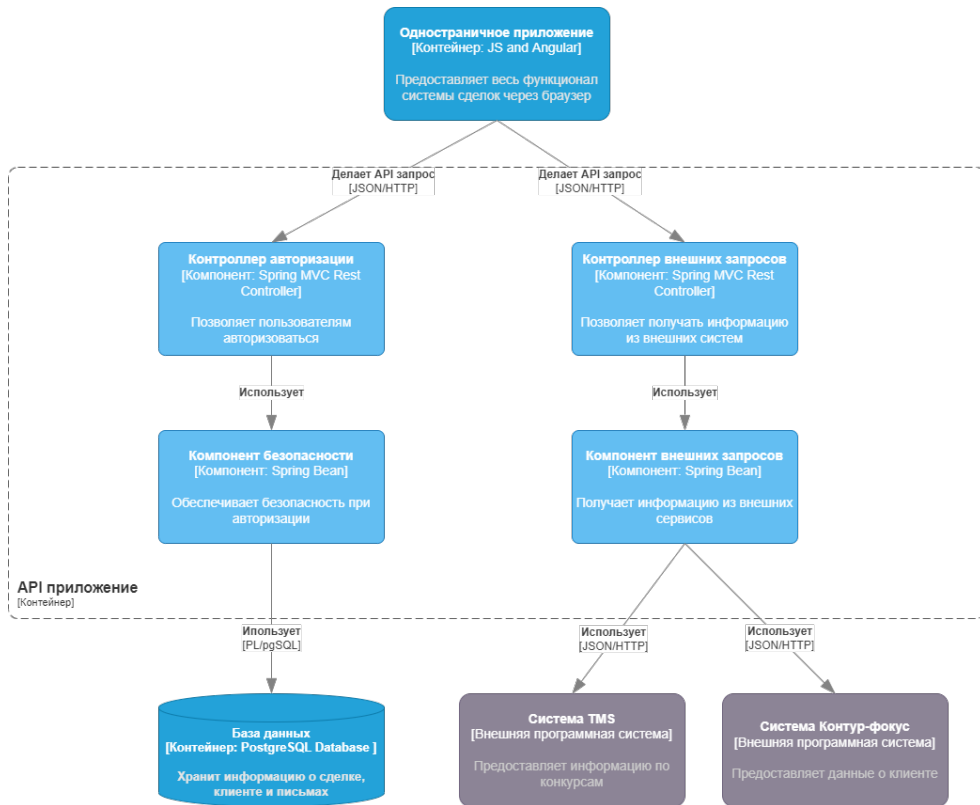 Одностраничное приложение
[Контейнер: JS and Angular]
Предоставляет весь функционал
системы сделок через браузер
Делает API запрос
[JSON/HTTP]
Делает API запрос
[JSON/HTTP]
Контроллер авторизации
[Компонент: Spring MVC Rest
Controller]
Позволяет пользователям
авторизоваться
Контроллер внешних запросов
[Компонент: Spring MVC Rest
Controller]
Позволяет получать информацию
из внешних систем
Использует
Использует
Компонент безопасности
[Компонент: Spring Bean]
Обеспечивает безопасность при
авторизации
Компонент внешних запросов
[Компонент: Spring Bean]
Получает информацию из внешних
сервисов
API приложение
[Контейнер]
Ипользует
[PL/pgSQL]
Использует
[JSON/HTTP]
Использует
[JSON/HTTP]
База данных
[Контейнер: PostgreSQL Database ]
Хранит информацию о сделке,
клиенте и письмах
Система TMS
[Внешняя программная система]
Предоставляет информацию по
конкурсам
Система Контур-фокус
[Внешняя программная система]
Предоставляет данные о клиенте